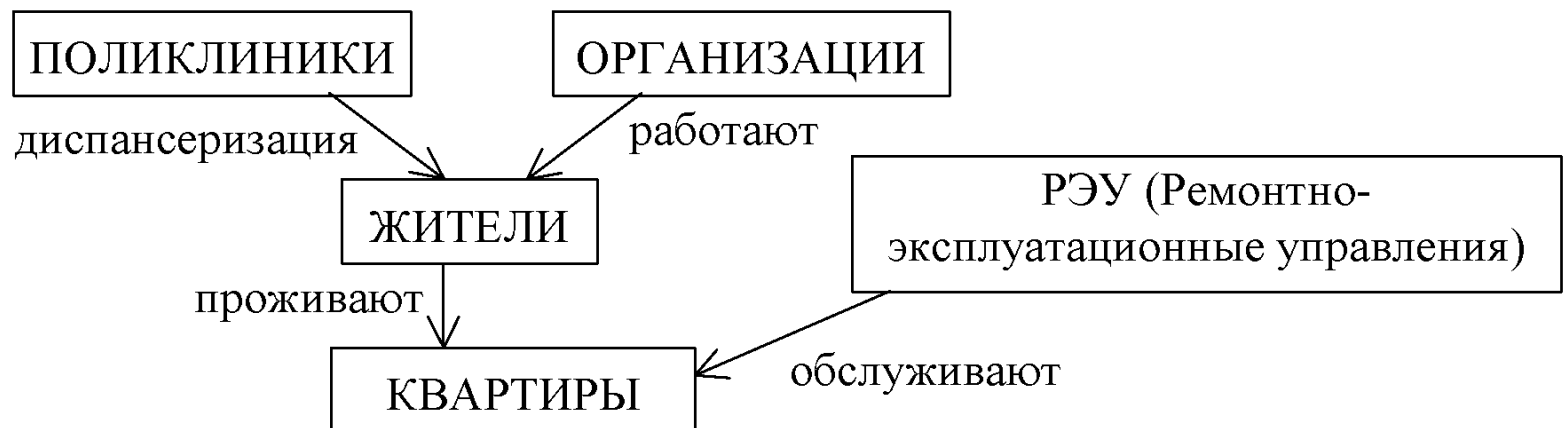 ПОЛИКЛИНИКИ
ОРГАНИЗАЦИИ
диспансеризация
работают
ЖИТЕЛИ
РЭУ (Ремонтно-
эксплуатационные управления)
проживают
КВАРТИРЫ
обслуживают